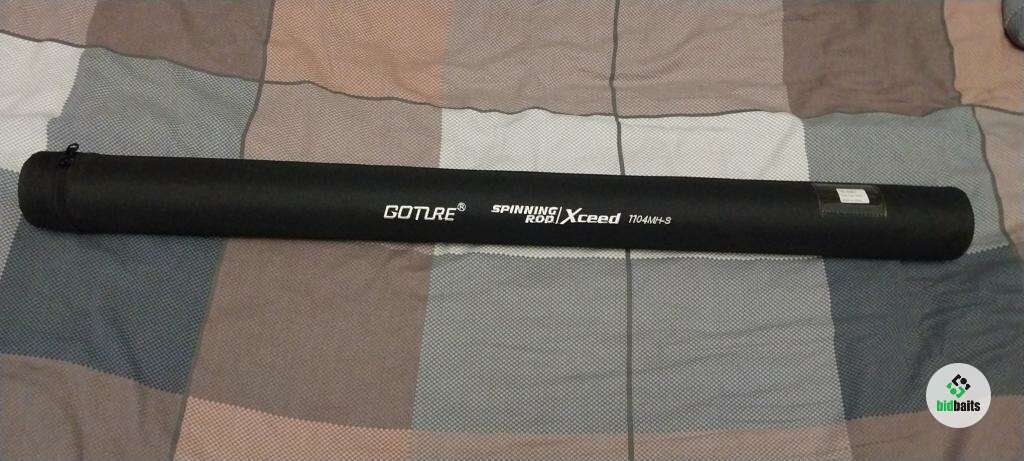 GOTURE®
SPINNING
ROD / Xceed 1104MH-S
bidbaits